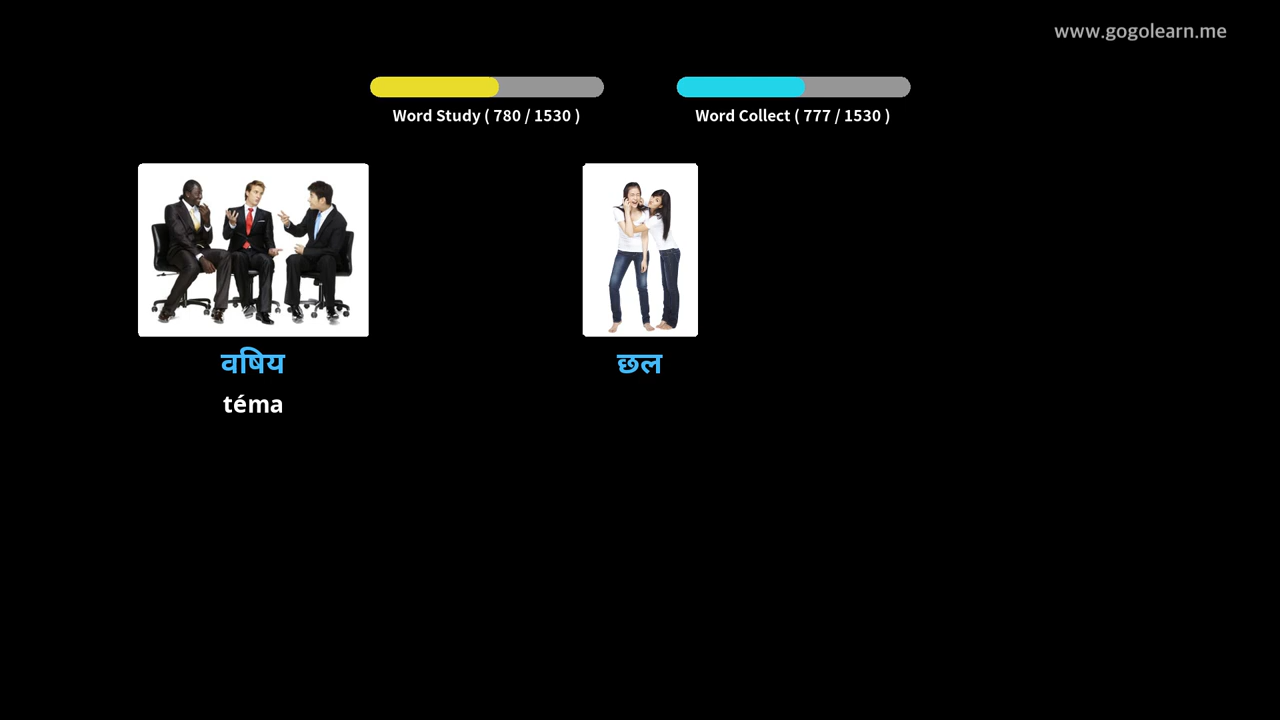 www.gogolearn.me
Word Study ( 780 / 1530 )
Word Collect ( 777 / 1530 )
वषिय
छल
téma